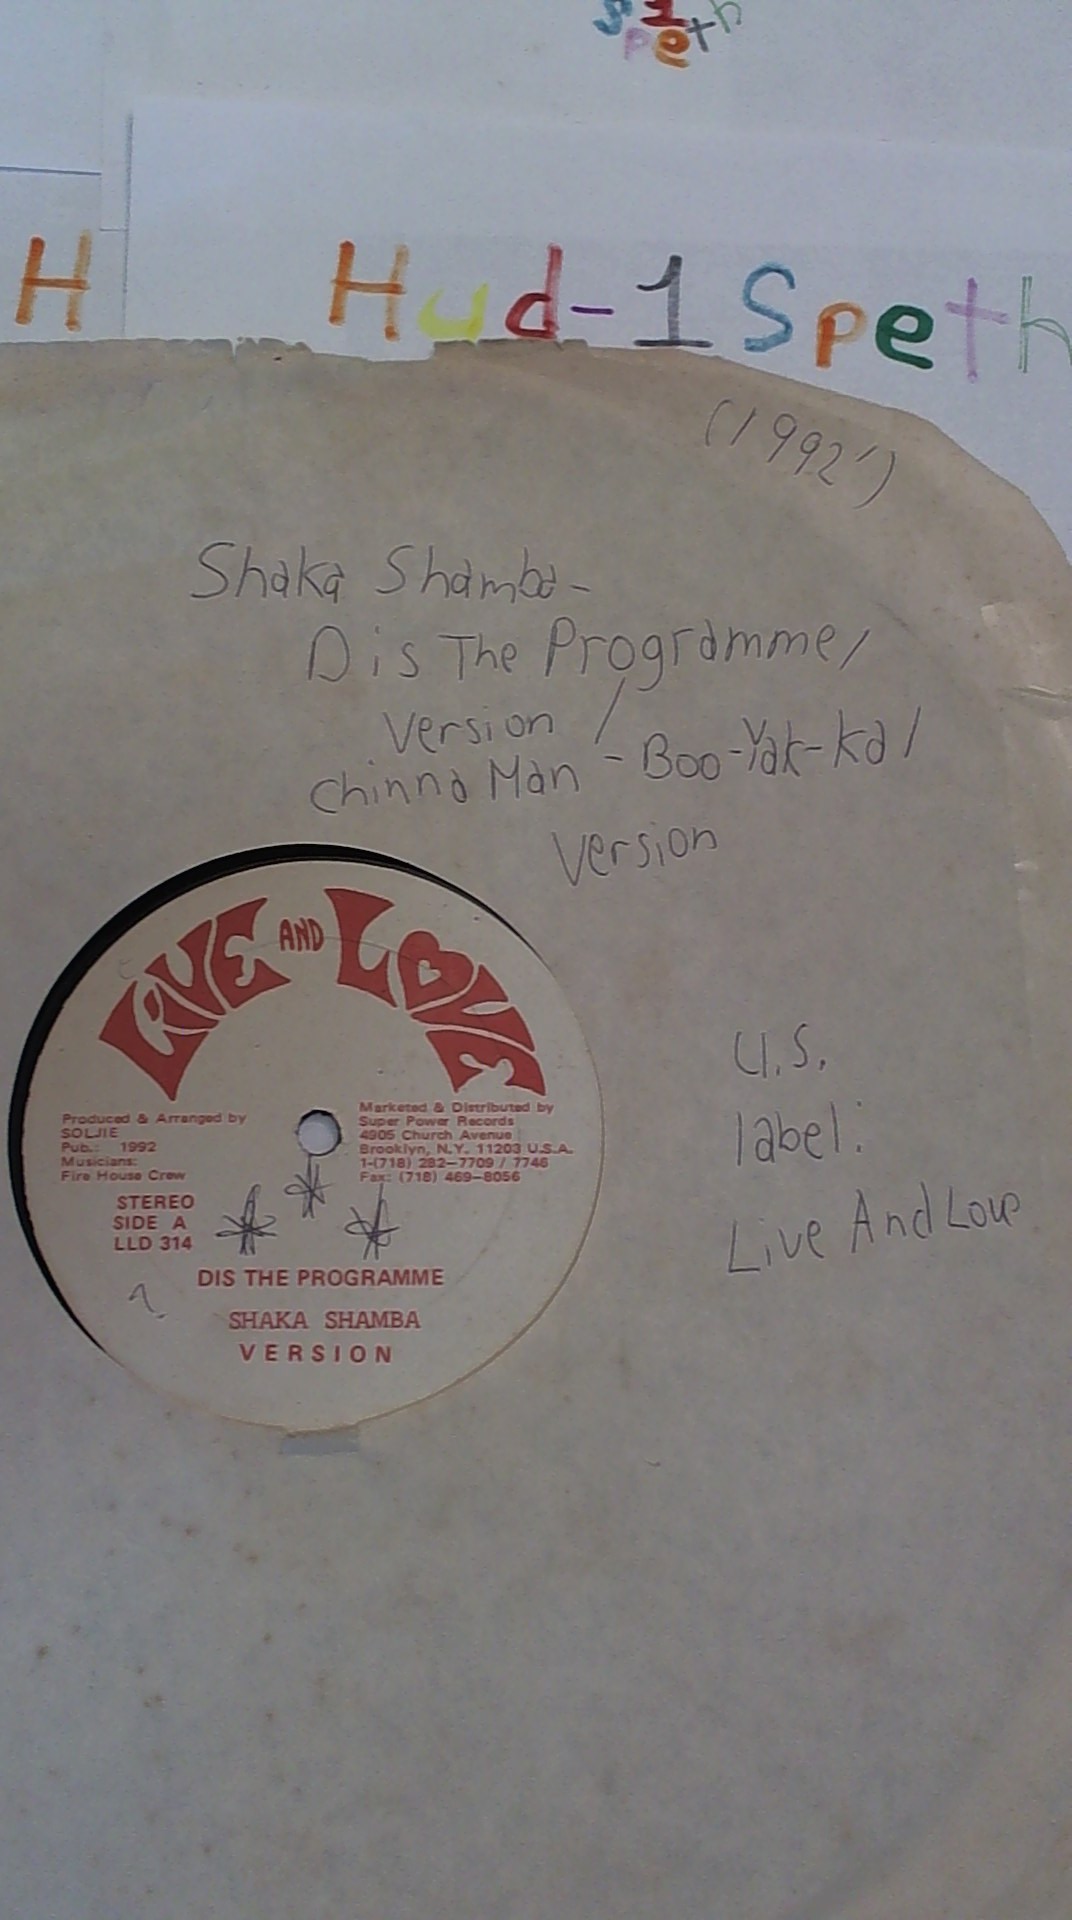 S 1
peth
H
Hud-1 Speth
(1992')
Shaka Shamba-
Dis The Programme/
Version /
Chinna Man - Boo-Yak-Ka/
Version
LIVE AND LOVE
Produced & Arranged by
SOLJIE
Pub.: 1992
Musicians:
Fire House Crew
Marketed & Distributed by
Super Power Records
4905 Church Avenue
Brooklyn, N.Y. 11203 U.S.A.
1-(718) 282-7709 / 7746
Fax: (718) 469-8056
STEREO
SIDE A
LLD 314
DIS THE PROGRAMME
SHAKA SHAMBA
VERSION
U.S.
label:
Live And Love